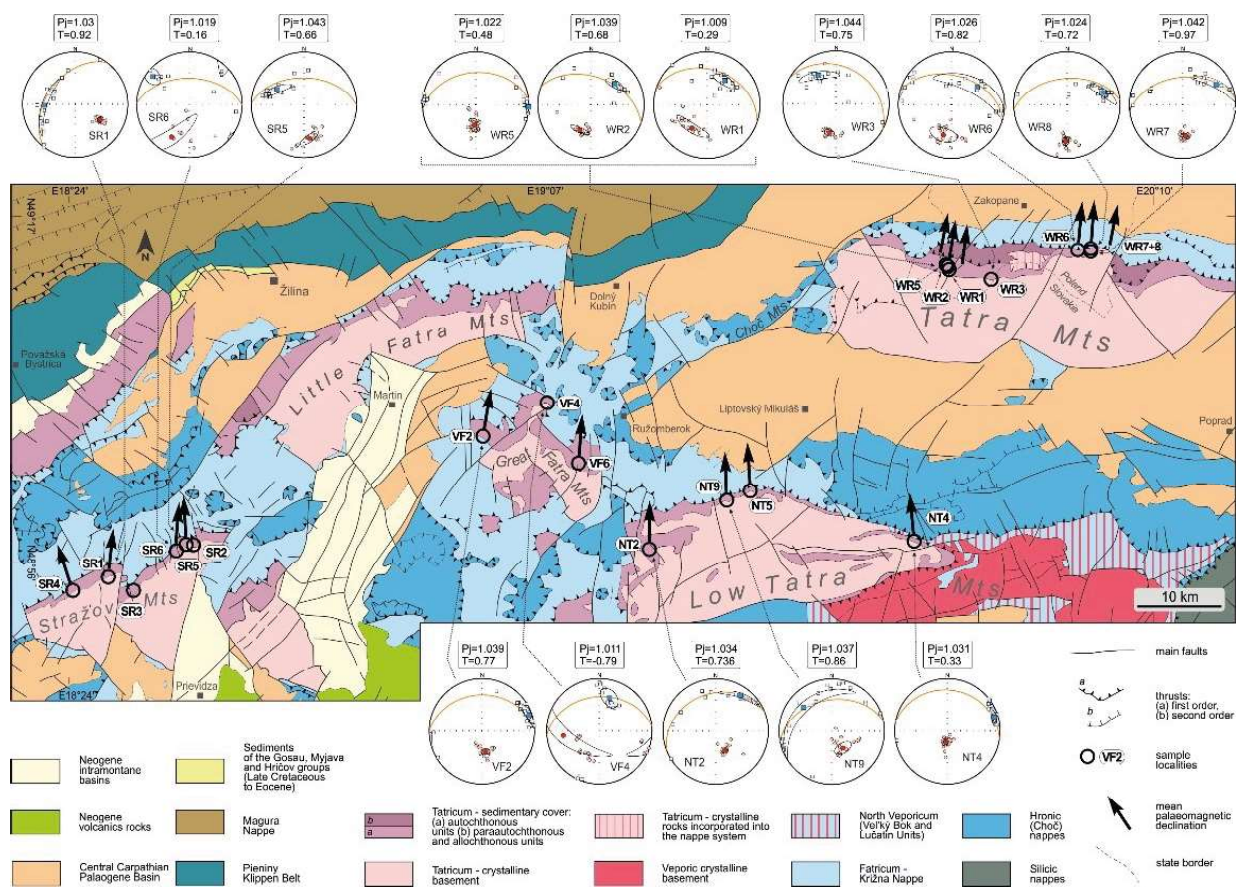 Pj=1.03
T=0.92
Pj=1.019
T=0.16
Pj=1.043
T=0.66
Pj=1.022
T=0.48
Pj=1.039
T=0.68
Pj=1.009
T=0.29
Pj=1.044
T=0.75
Pj=1.026
T=0.82
Pj=1.024
T=0.72
Pj=1.042
T=0.97
N
N
N
N
N
N
N
N
N
N
SR1
SR6
SR5
WR5
WR2
WR1
WR3
WR6
WR8
WR7
E18°24'
E19°07'
E20°10'
N49°17'
N
Zakopane
WR6
WR7+8
WR5
WR2
WR1
WR3
Poland
Slovakia
Tatra
Mts
Žilina
Dolný
Kubín
Choč Mts
Považská
Bystrica
Little
Fatra
Mts
Martin
VF4
VF2
VF6
Great
Fatra Mts
Ružomberok
Liptovský Mikuláš
Poprad
NT9
NT5
NT4
NT2
Low Tatra
Mts
N48°56'
SR6
SR2
SR5
SR1
SR4
SR3
Stražov Mts
10 km
E18°24'
Prievidza
Pj=1.039
T=0.77
Pj=1.011
T=-0.79
Pj=1.034
T=0.736
Pj=1.037
T=0.86
Pj=1.031
T=0.33
N
N
N
N
N
VF2
VF4
NT2
NT9
NT4
main faults
a
b
thrusts:
(a) first order,
(b) second order
VF2
sample
localities
mean
palaeomagnetic
declination
state border
Neogene
intramontane
basins
Sediments
of the Gosau, Myjava
and Hričov groups
(Late Cretaceous
to Eocene)
Neogene
volcanics rocks
Magura
Nappe
b
a
Tatricum - sedimentary cover:
(a) autochthonous
units (b) paraautochthonous
and allochthonous units
Tatricum - crystalline
rocks incorporated into
the nappe system
North Veporicum
(Veľký Bok and
Lučatin Units)
Hronic
(Choč)
nappes
Central Carpathian
Palaogene Basin
Pieniny
Klippen Belt
Tatricum - crystalline
basement
Veporic crystalline
basement
Fatricum -
Krížna Nappe
Silicic
nappes